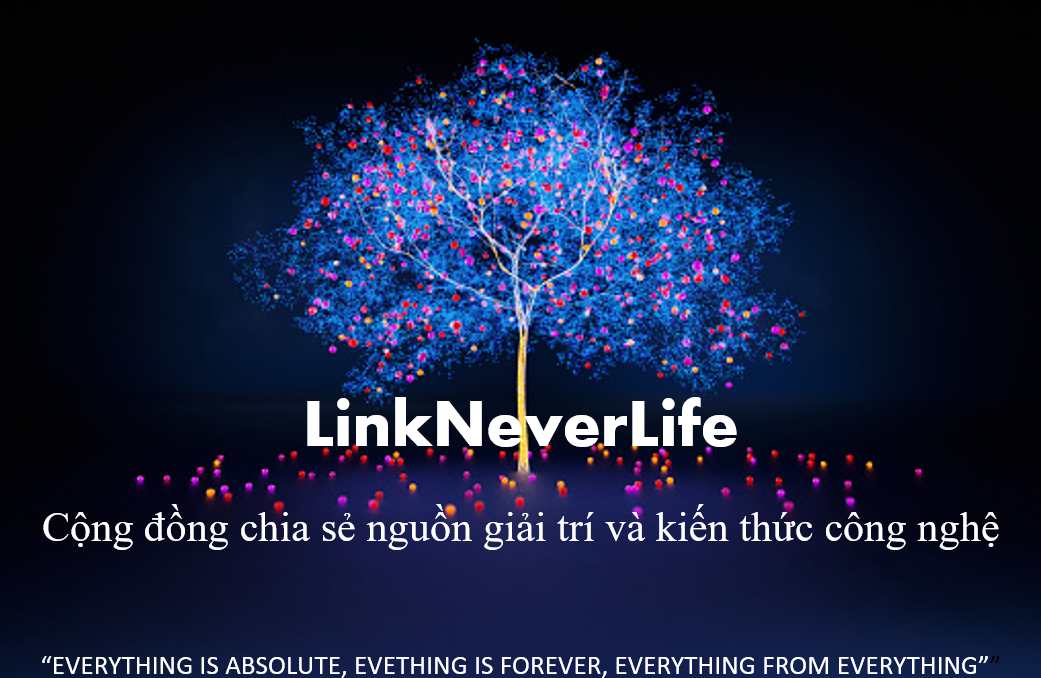 LinkNeverLife
Cộng đồng chia sẻ nguồn giải trí và kiến thức công nghệ
“EVERYTHING IS ABSOLUTE, EVETHING IS FOREVER, EVERYTHING FROM EVERYTHING””